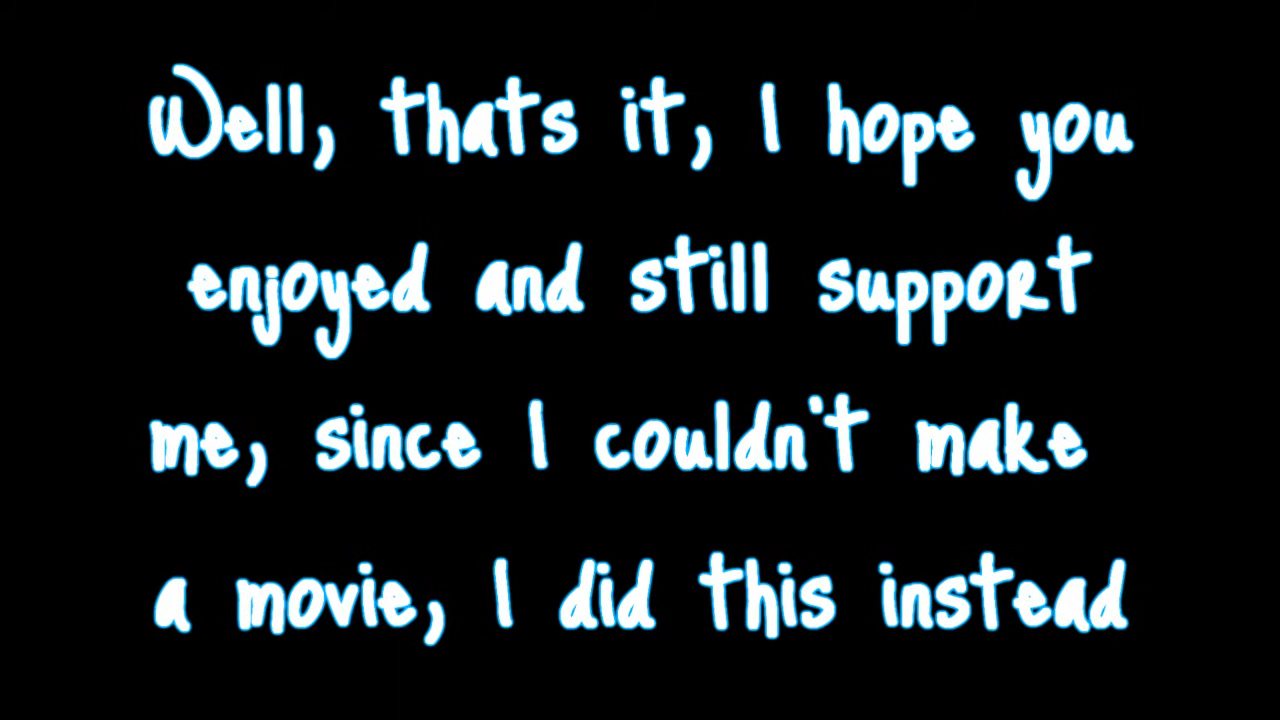 Well, thats it, I hope you
enjoyed and still support
me, since I couldn't make
a movie, I did this instead